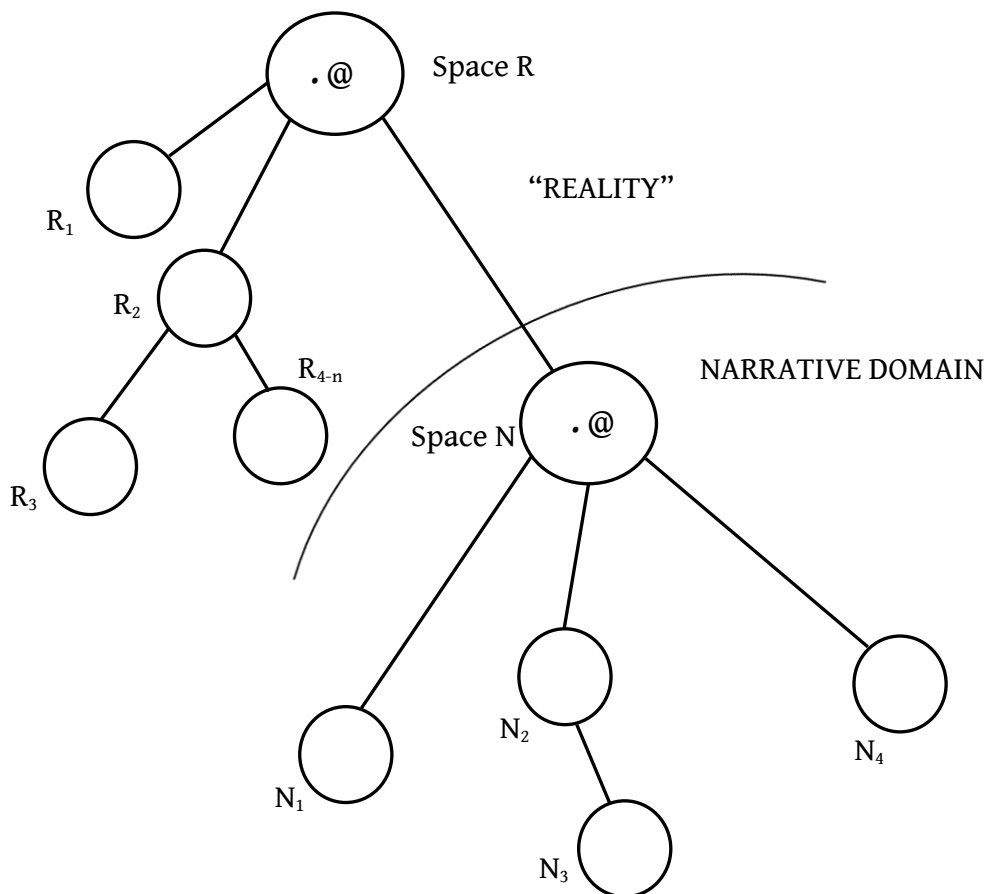 . @
Space R
“REALITY”
R₁
R₂
R₄₋ₙ
NARRATIVE DOMAIN
Space N
. @
R₃
N₂
N₄
N₁
N₃